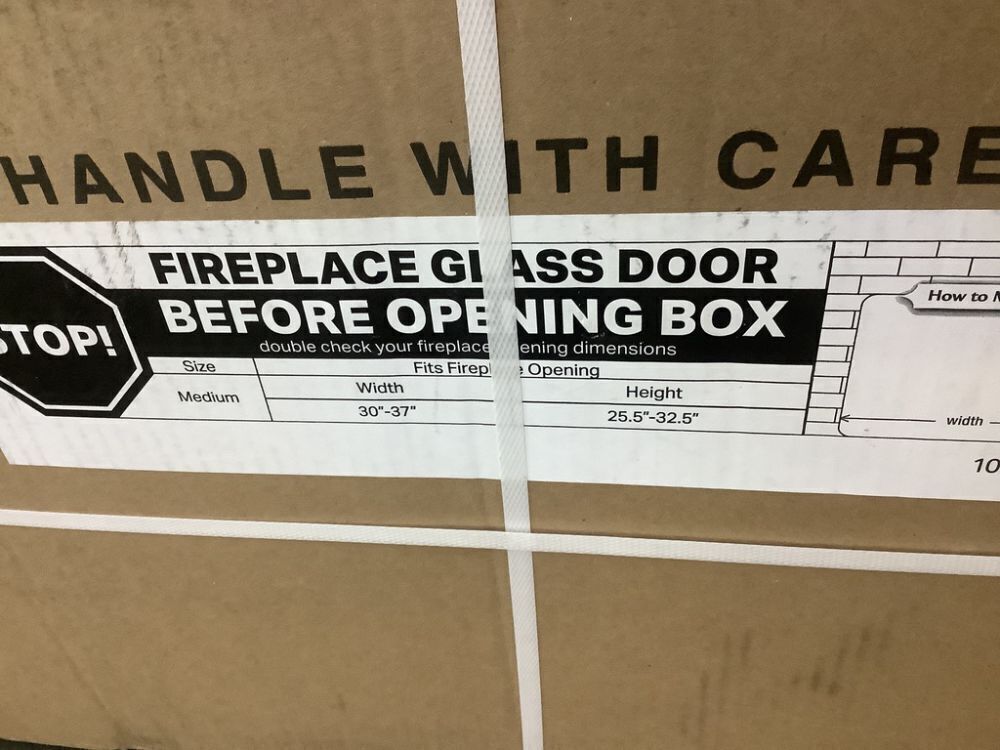 HANDLE WITH CARE
STOP!
FIREPLACE GLASS DOOR
BEFORE OPENING BOX
double check your fireplace opening dimensions
Size
Fits Fireplace Opening
Medium
Width
Height
30"-37"
25.5"-32.5"
How to
width
10